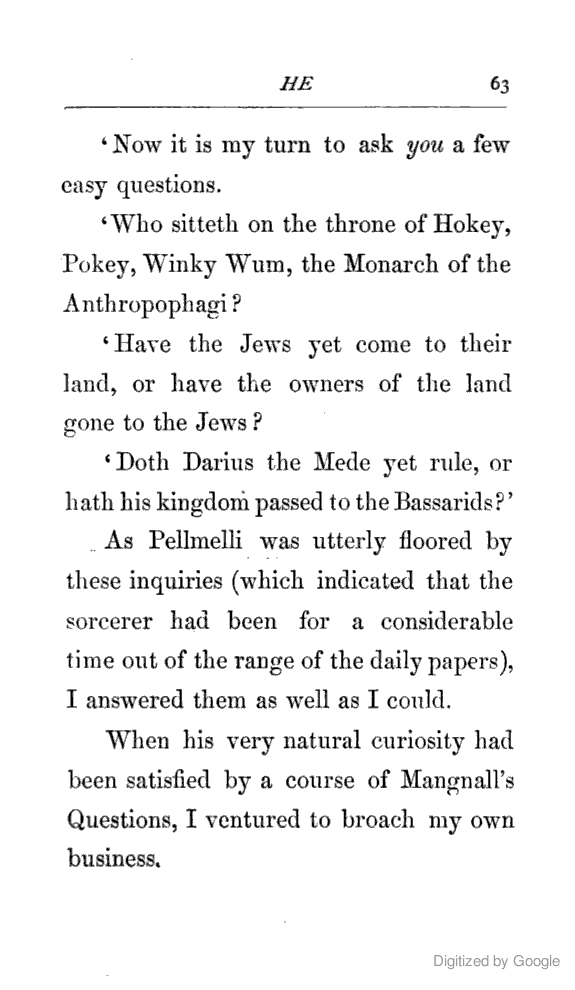 HE 63
‘Now it is my turn to ask you a few
easy questions.
‘Who sitteth on the throne of Hokey,
Pokey, Winky Wum, the Monarch of the
Anthropophagi?
‘Have the Jews yet come to their
land, or have the owners of the land
gone to the Jews?
‘Doth Darius the Mede yet rule, or
hath his kingdom passed to the Bassarids?’
As Pellmelli was utterly floored by
these inquiries (which indicated that the
sorcerer had been for a considerable
time out of the range of the daily papers),
I answered them as well as I could.
When his very natural curiosity had
been satisfied by a course of Mangnall’s
Questions, I ventured to broach my own
business.
Digitized by Google